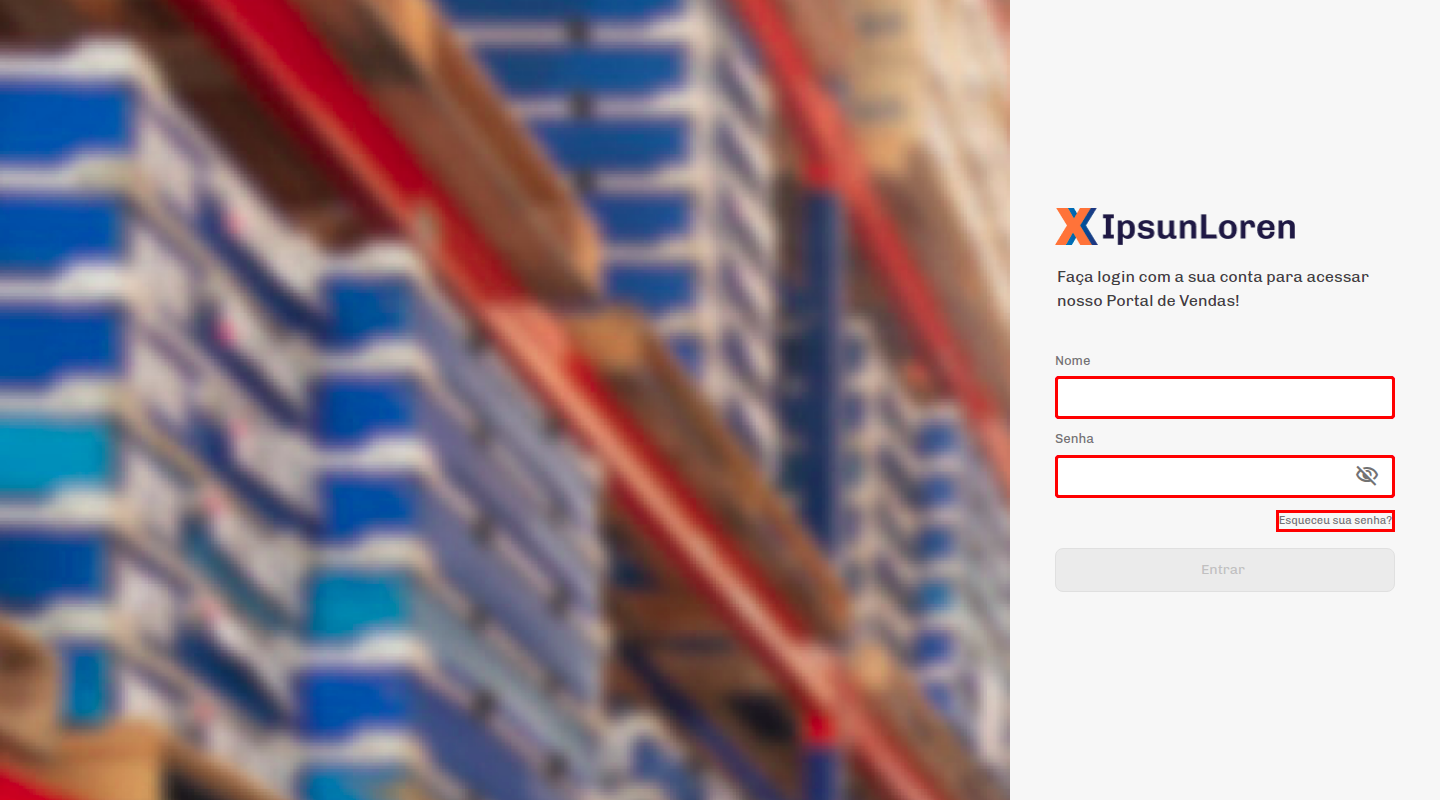 IpsunLoren
Faça login com a sua conta para acessar
nosso Portal de Vendas!
Nome
Senha
Esqueceu sua senha?
Entrar